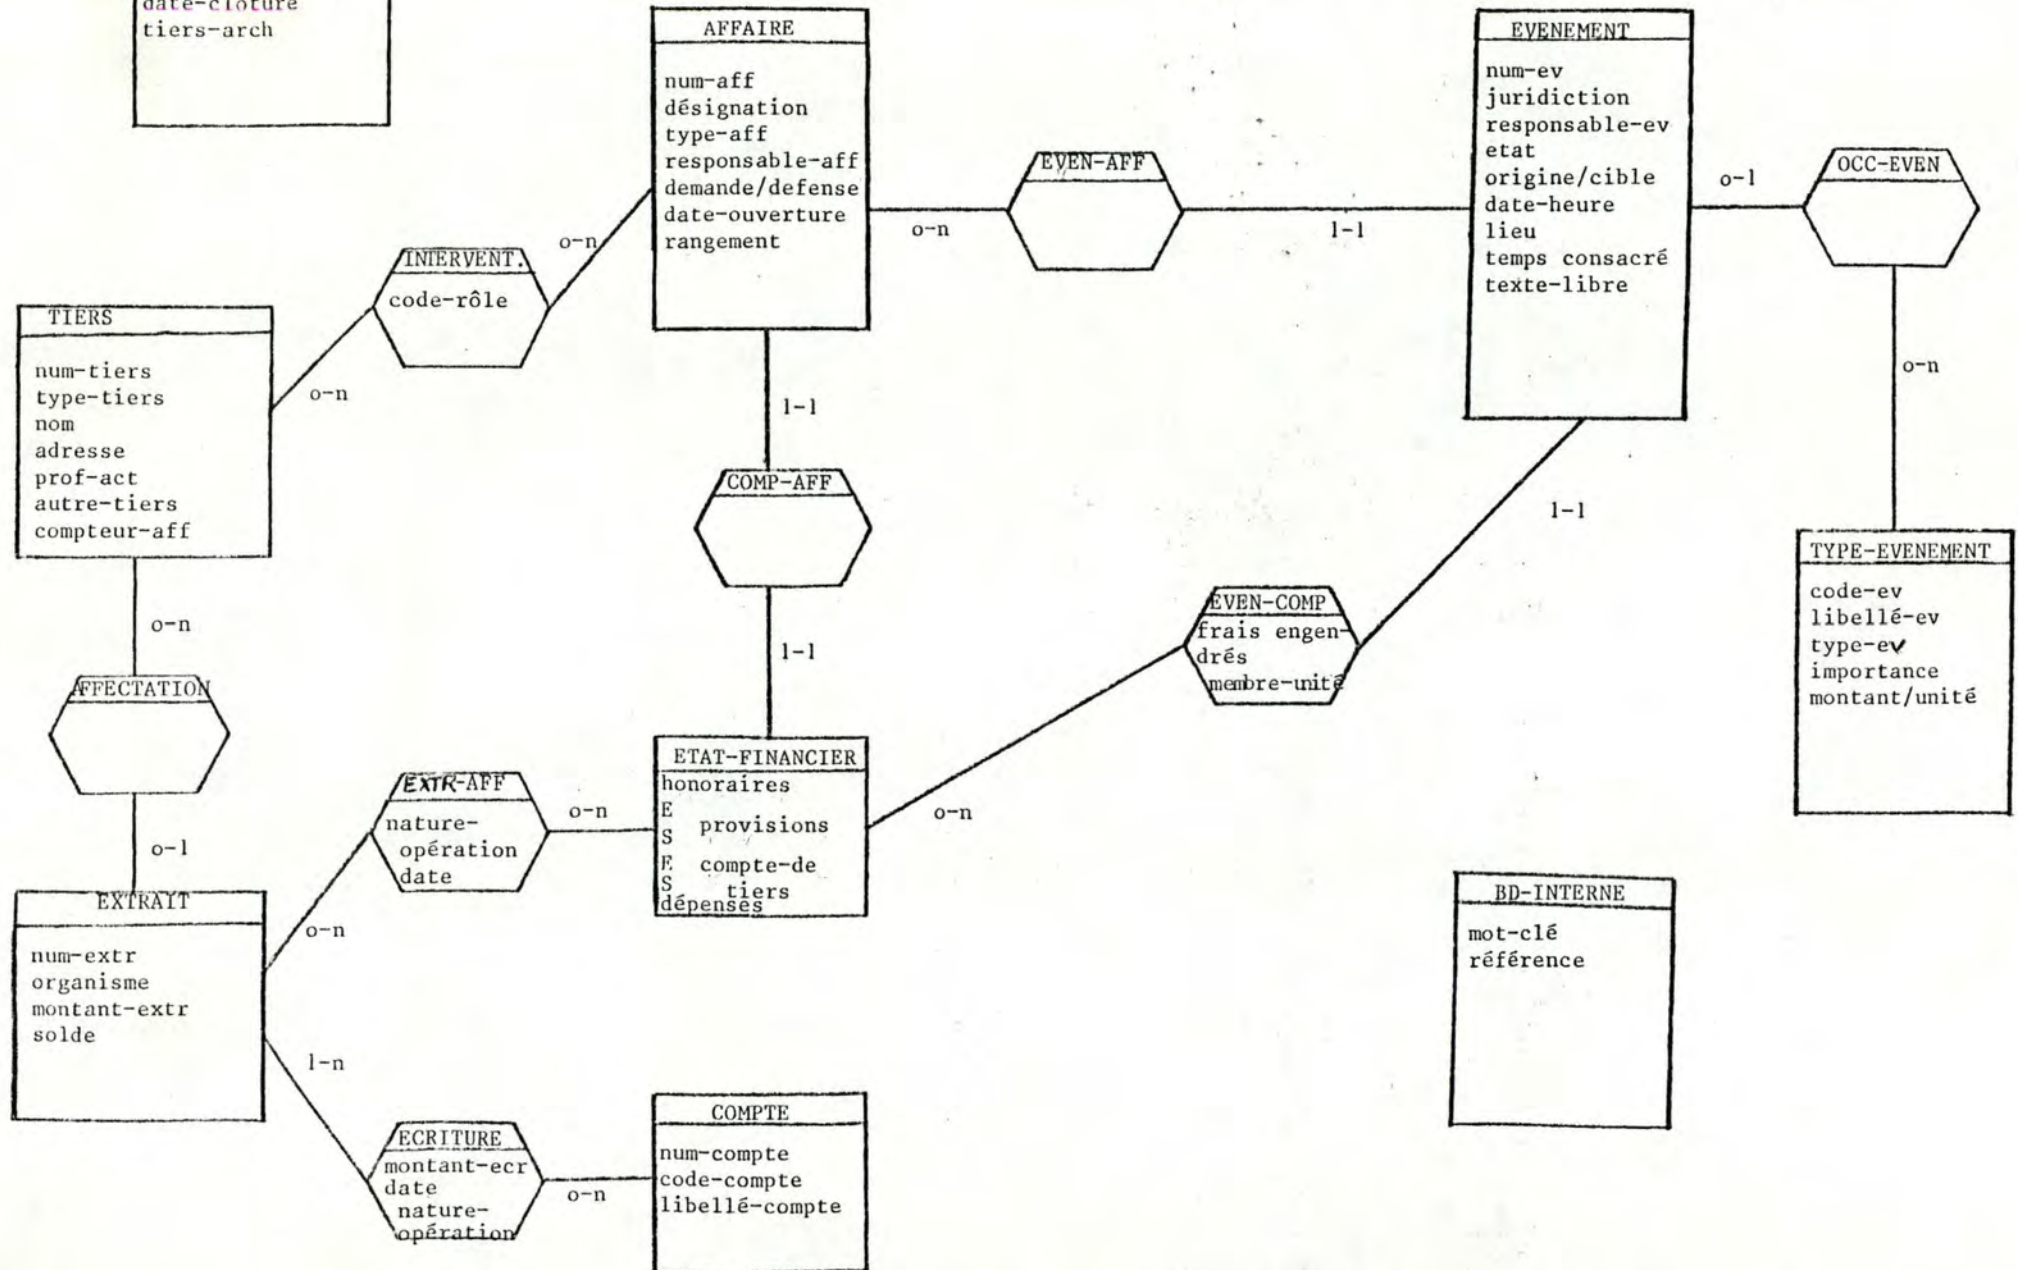 date-cloture
tiers-arch
AFFAIRE
num-aff
désignation
type-aff
responsable-aff
demande/defense
date-ouverture
rangement
EVENEMENT
num-ev
juridiction
responsable-ev
etat
origine/cible
date-heure
lieu
temps consacré
texte-libre
EVEN-AFF
o-n
1-1
o-1
OCC-EVEN
o-n
INTERVENT.
code-rôle
o-n
o-n
TIERS
num-tiers
type-tiers
nom
adresse
prof-act
autre-tiers
compteur-aff
1-1
COMP-AFF
1-1
1-1
EVEN-COMP
frais engen-
drés
membre-unité
o-n
TYPE-EVENEMENT
code-ev
libellé-ev
type-ev
importance
montant/unité
o-n
AFFECTATION
o-1
EXTR-AFF
nature-
opération
date
o-n
o-n
ETAT-FINANCIER
honoraires
E
provisions
S
E compte-de
S tiers
dépenses
BD-INTERNE
mot-clé
référence
EXTRAIT
num-extr
organisme
montant-extr
solde
1-n
ECRITURE
montant-ecr
date
nature-
opération
o-n
COMPTE
num-compte
code-compte
libellé-compte